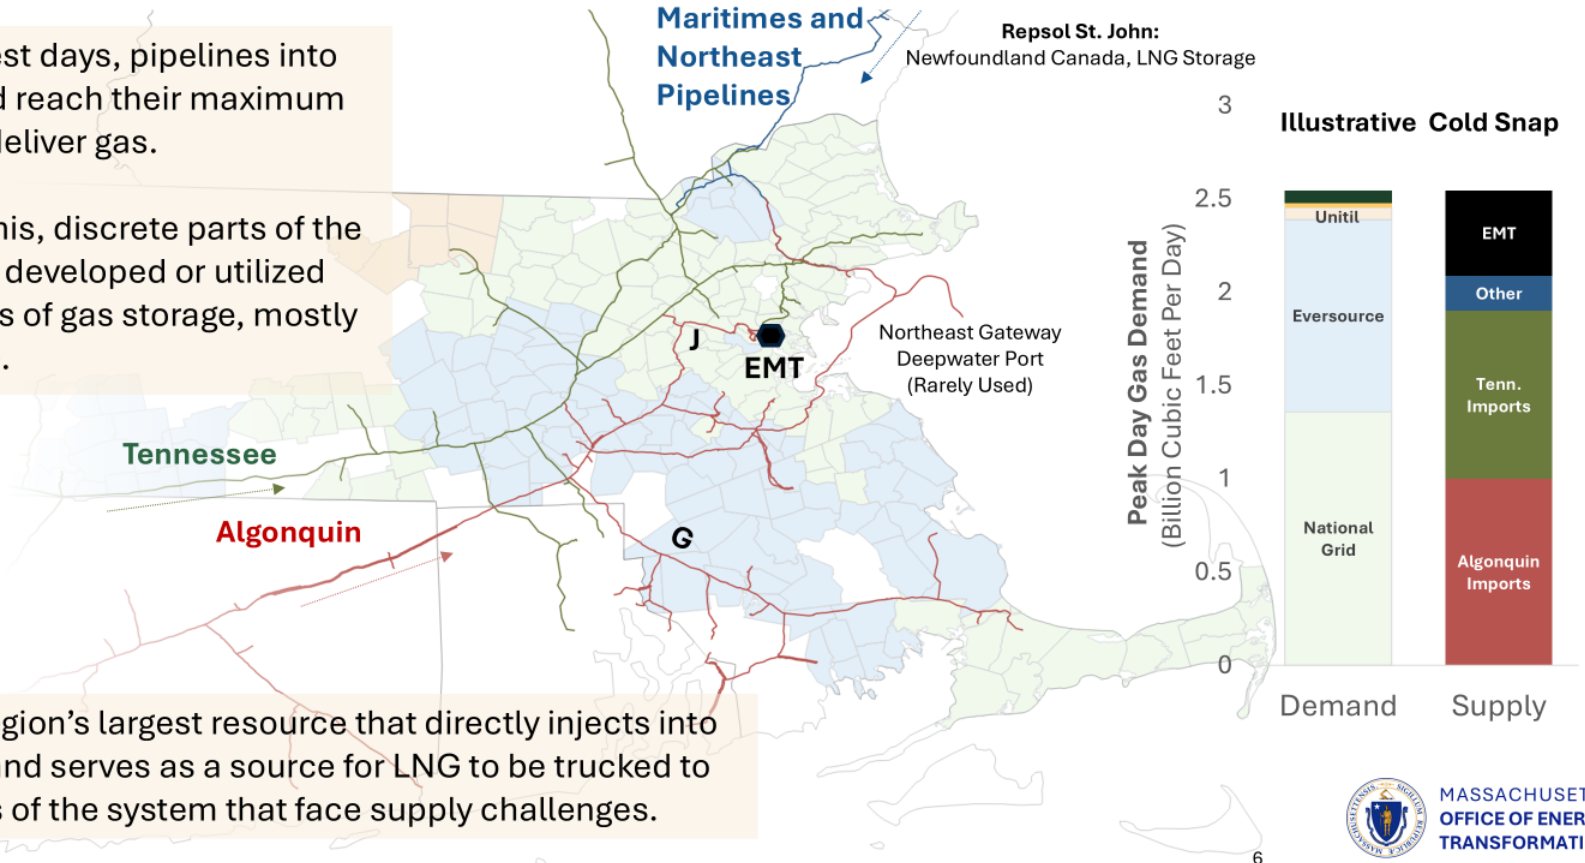 est days, pipelines into
d reach their maximum
deliver gas.
his, discrete parts of the
developed or utilized
s of gas storage, mostly
.
Maritimes and
Northeast
Pipelines
Repsol St. John:
Newfoundland Canada, LNG Storage
J
EMT
Northeast Gateway
Deepwater Port
(Rarely Used)
Tennessee
Algonquin
G
egion’s largest resource that directly injects into
and serves as a source for LNG to be trucked to
s of the system that face supply challenges.
Illustrative Cold Snap
Peak Day Gas Demand
(Billion Cubic Feet Per Day)
3
2.5
2
1.5
1
0.5
0
Unitil
Eversource
National
Grid
EMT
Other
Tenn.
Imports
Algonquin
Imports
Demand
Supply
MASSACHUSET
OFFICE OF ENER
TRANSFORMATI
6